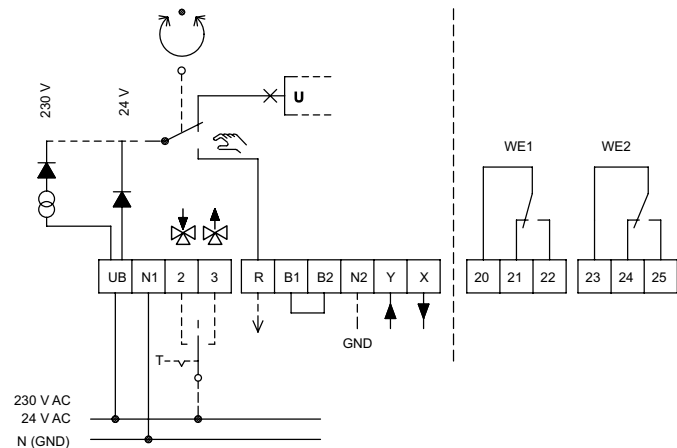 230 V
24 V
U
WE1
WE2
UB N1 2 3
R B1 B2 N2 Y X
20 21 22
23 24 25
GND
T
230 V AC
24 V AC
N (GND)